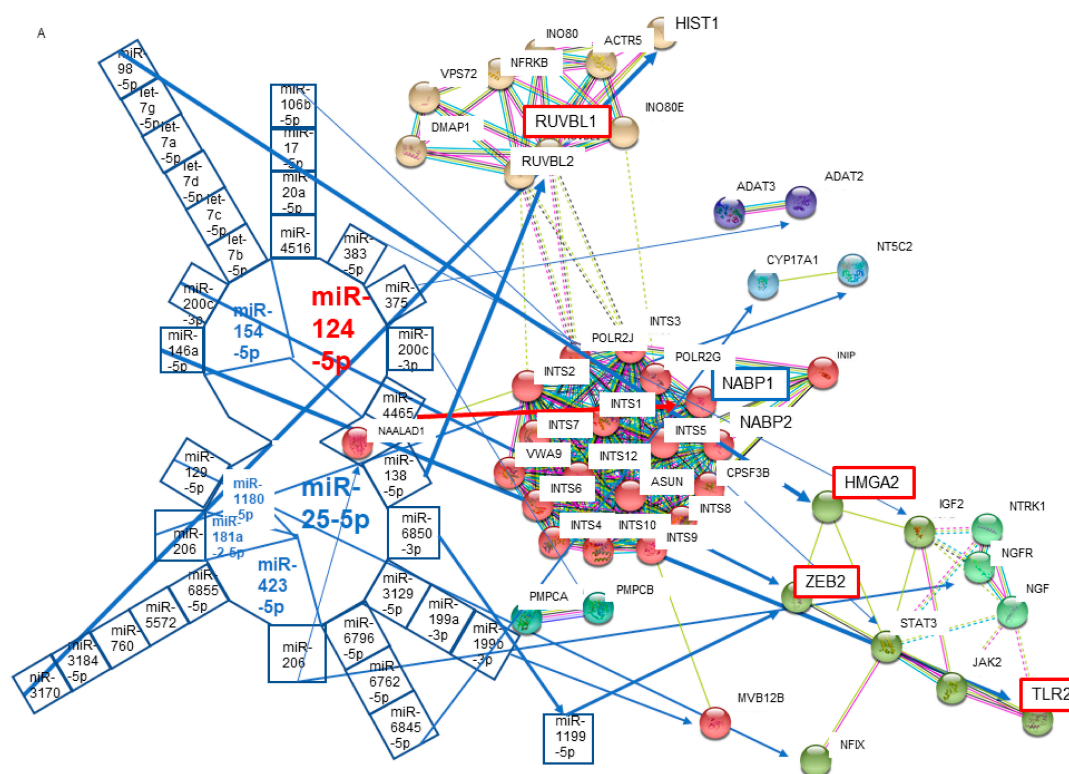 A
miR-
98
-5p
let-
7g
-5p
let-
7a
-5p
let-
7d
-5p
let-
7c
-5p
let-
7b
-5p
miR-
106b
-5p
miR-
17
-5p
miR
20a
-5p
miR-
4516
miR-
383
-5p
miR-
375
miR-
200c
-3p
miR-
4465
miR-
200c
-3p
miR-
146a
-5p
miR
-154
-5p
miR-
124
-5p
NAALAD1
miR-
138
-5p
miR-
6850
-3p
miR-
129
-5p
miR-
1180
-5p
miR-
181a
-2-5p
miR-
25-5p
miR-
206
miR-
423
-5p
miR-
6855
-5p
miR-
5572
miR-
760
miR-
3184
-5p
miR-
3170
miR-
206
miR-
3129
-5p
miR-
199a
-3p
miR-
199b
-3p
miR-
6796
-5p
miR-
6762
-5p
miR-
6845
-5p
miR-
1199
-5p
HIST1
INO80
ACTR5
NFRKB
VPS72
INO80E
RUVBL1
DMAP1
RUVBL2
ADAT3
ADAT2
CYP17A1
NT5C2
INTS3
POLR2J
POLR2G
INIP
INTS2
NABP1
INTS1
NABP2
INTS7
INTS5
VWA9
INTS12
CPSF3B
ASUN
INTS6
INTS8
INTS4
INTS10
INTS9
HMGA2
IGF2
NTRK1
NGFR
ZEB2
NGF
PMPCA
PMPCB
STAT3
JAK2
TLR2
MVB12B
NFIX